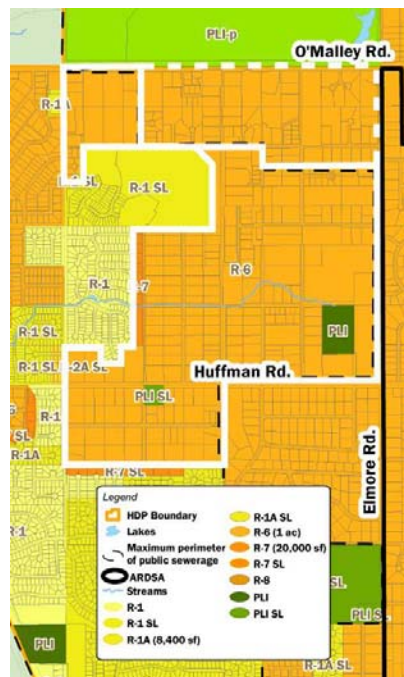 PLI-p
O'Malley Rd.
R-1A
SL
R-1 SL
R-1
-7
R-6
R-1 SL
PLI
R-1 SL
-2A SL
Huffman Rd.
PLI SL
R-1
SL
R-1A
R-7 SL
Elmore Rd.
R-1
SL
PLI SL
PLI
R-1A SL
Legend
HDP Boundary
Lakes
Maximum perimeter
of public sewerage
ARDSA
Streams
R-1
R-1 SL
R-1A (8,400 sf)
R-1A SL
R-6 (1 ac)
R-7 (20,000 sf)
R-7 SL
R-8
PLI
PLI SL